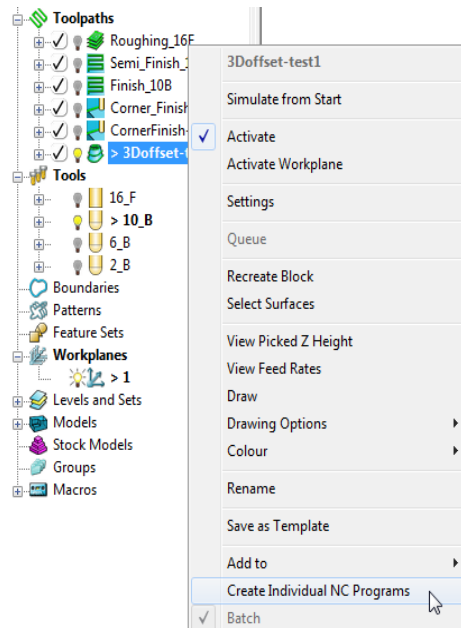 Toolpaths
Roughing_16F
Semi_Finish_1
Finish_10B
Corner_Finish
CornerFinish-
> 3Doffset-t
Tools
16_F
> 10_B
6_B
2_B
Boundaries
Patterns
Feature Sets
Workplanes
> 1
Levels and Sets
Models
Stock Models
Groups
Macros
3Doffset-test1
Simulate from Start
Activate
Activate Workplane
Settings
Queue
Recreate Block
Select Surfaces
View Picked Z Height
View Feed Rates
Draw
Drawing Options
Colour
Rename
Save as Template
Add to
Create Individual NC Programs
Batch